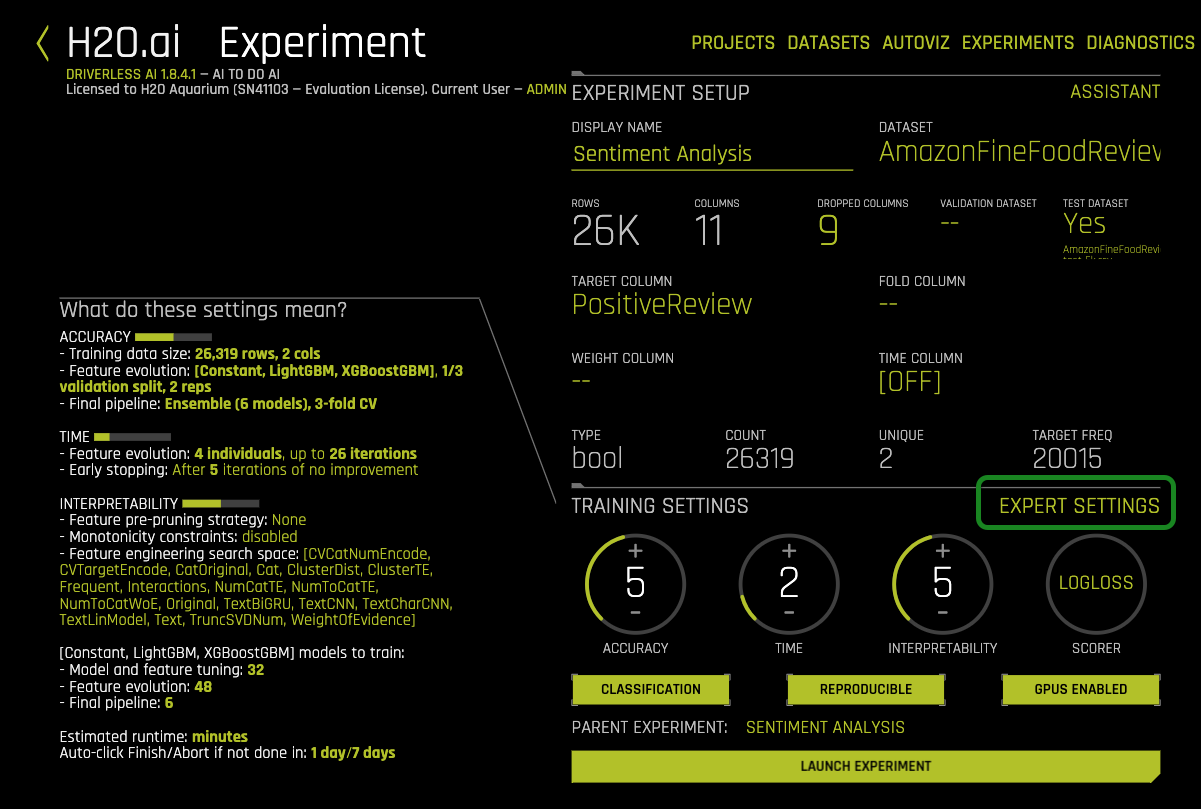 H2O.ai Experiment
PROJECTS DATASETS AUTOVIZ EXPERIMENTS DIAGNOSTICS
DRIVERLESS AI 1.8.4.1 – AI TO DO AI
Licensed to H2O Aquarium (SN41103 – Evaluation License). Current User – ADMIN
EXPERIMENT SETUP
ASSISTANT
DISPLAY NAME
Sentiment Analysis
DATASET
AmazonFineFoodReview
ROWS
26K
COLUMNS
11
DROPPED COLUMNS
9
VALIDATION DATASET
--
TEST DATASET
Yes
AmazonFineFoodRevi
TARGET COLUMN
PositiveReview
FOLD COLUMN
--
WEIGHT COLUMN
--
TIME COLUMN
[OFF]
TYPE
bool
COUNT
26319
UNIQUE
2
TARGET FREQ
20015
What do these settings mean?
ACCURACY
- Training data size: 26,319 rows, 2 cols
- Feature evolution: [Constant, LightGBM, XGBoostGBM], 1/3
validation split, 2 reps
- Final pipeline: Ensemble (6 models), 3-fold CV
TIME
- Feature evolution: 4 individuals, up to 26 iterations
- Early stopping: After 5 iterations of no improvement
INTERPRETABILITY
- Feature pre-pruning strategy: None
- Monotonicity constraints: disabled
- Feature engineering search space: [CVCatNumEncode,
CVTargetEncode, CatOriginal, Cat, ClusterDist, ClusterTE,
Frequent, Interactions, NumCatTE, NumToCatTE,
NumToCatWoE, Original, TextBiGRU, TextCNN, TextCharCNN,
TextLinModel, Text, TruncSVDNum, WeightOfEvidence]
[Constant, LightGBM, XGBoostGBM] models to train:
- Model and feature tuning: 32
- Feature evolution: 48
- Final pipeline: 6
Estimated runtime: minutes
Auto-click Finish/Abort if not done in: 1 day/7 days
TRAINING SETTINGS
EXPERT SETTINGS
+
5
-
ACCURACY
+
2
-
TIME
+
5
-
INTERPRETABILITY
LOGLOSS
SCORER
CLASSIFICATION
REPRODUCIBLE
GPUS ENABLED
PARENT EXPERIMENT: SENTIMENT ANALYSIS
LAUNCH EXPERIMENT